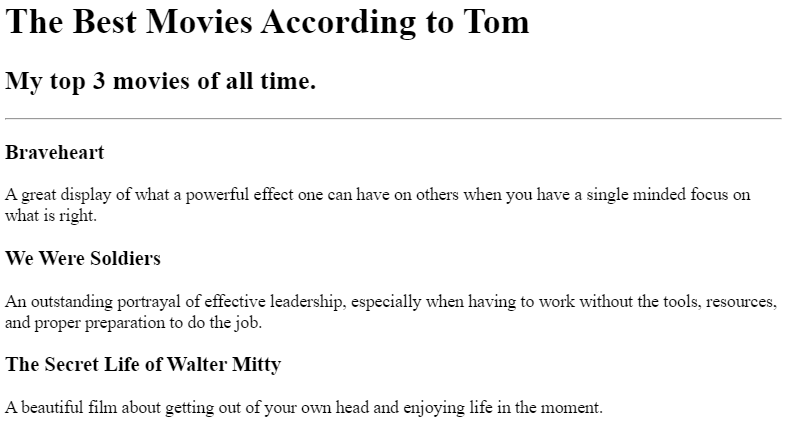 The Best Movies According to Tom
My top 3 movies of all time.
Braveheart
A great display of what a powerful effect one can have on others when you have a single minded focus on
what is right.
We Were Soldiers
An outstanding portrayal of effective leadership, especially when having to work without the tools, resources,
and proper preparation to do the job.
The Secret Life of Walter Mitty
A beautiful film about getting out of your own head and enjoying life in the moment.